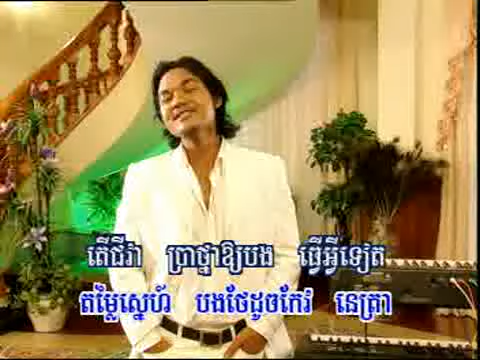 តើជីវា ប្រាថ្នាឱ្យបង ធ្វើអ្វីទៀត
តម្លៃស្នេហ៍ បងថែដូចកែវ នេត្រា